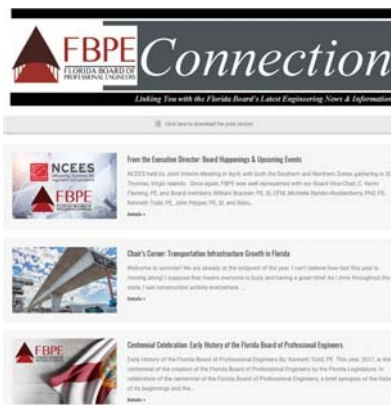 FBPE
FLORIDA BOARD OF
PROFESSIONAL ENGINEERS
Connection
Linking You with the Florida Board's Latest Engineering News & Information
Click here to download the print version
NCEES
FBPE
From the Executive Director: Board Happenings & Upcoming Events
NCEES held its Joint Interim Meeting in April, with both the Southern and Northern Zones gathering in St.
Thomas, Virgin Islands. Once again, FBPE was well represented with our Board Vice-Chair, C. Kevin
Fleming, PE, and Board members William Bracken, PE, SI, CFM, Michelle Rambo-Roddenberry, PhD, PE,
Kenneth Todd, PE, John Pepper, PE, SI, and Babu...
Details »
Chair's Corner: Transportation Infrastructure Growth in Florida
Welcome to summer! We are already at the midpoint of the year. I can't believe how fast this year is
moving along! I suppose that means everyone is busy and having a great time! As I drive throughout the
state, I see construction activity everywhere. ...
Details »
FBPE
Centennial Celebration: Early History of the Florida Board of Professional Engineers
Early History of the Florida Board of Professional Engineers By: Kenneth Todd, PE This year, 2017, is the
centennial of the creation of the Florida Board of Professional Engineers by the Florida Legislature. In
celebration of the centennial of the Florida Board of Professional Engineers, a brief synopsis of the history
of its beginnings and the...
Details »